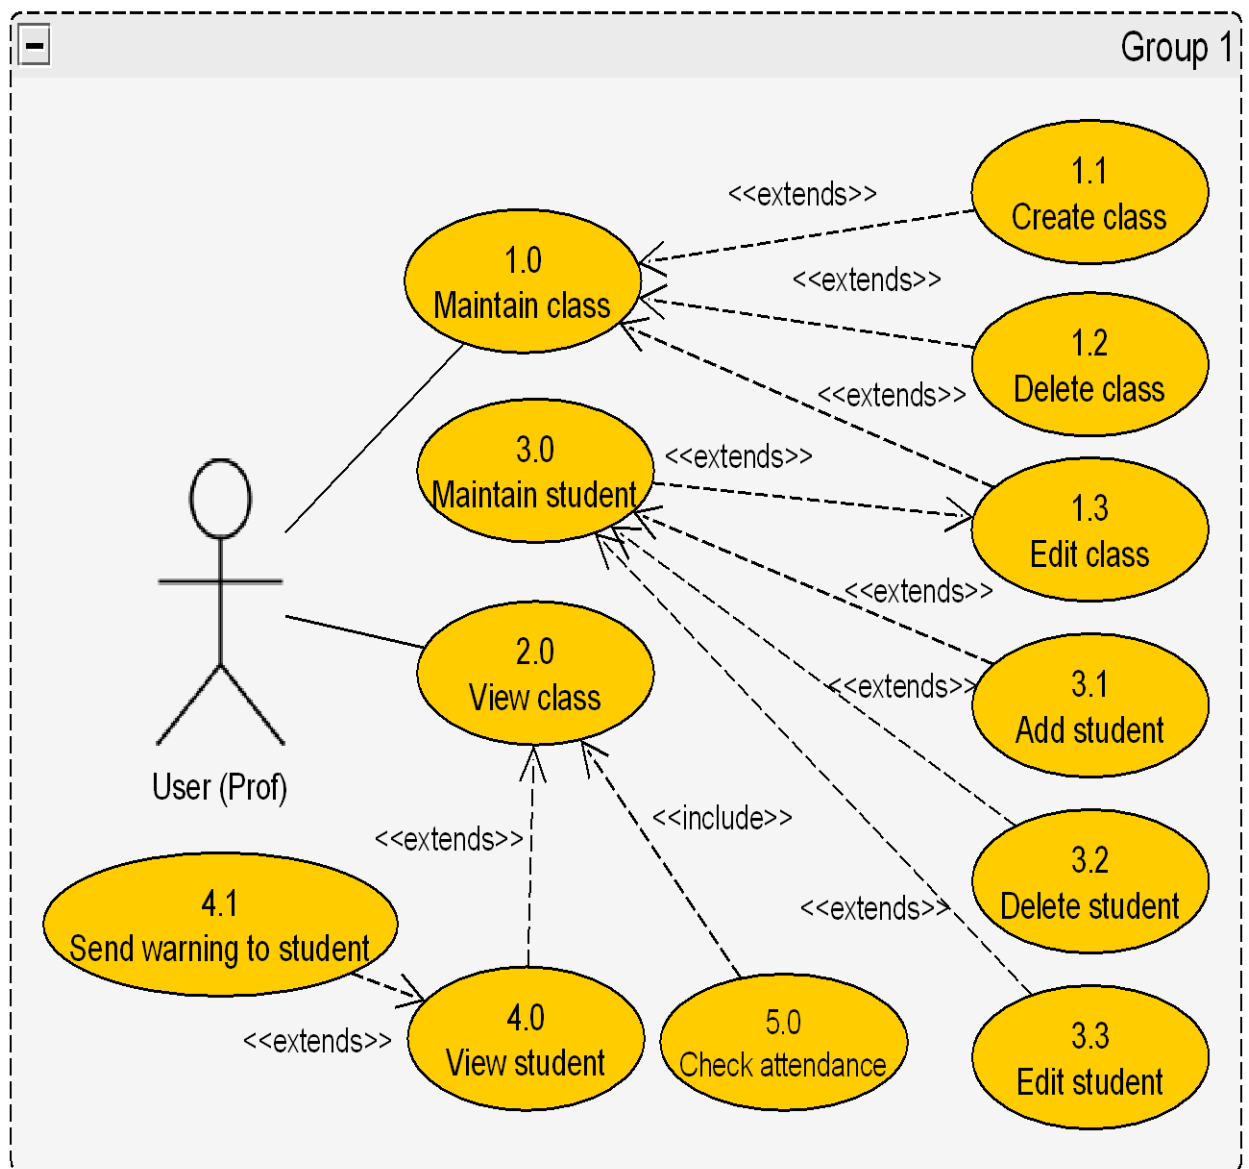 Group 1
1.1
Create class
<<extends>>
1.0
Maintain class
<<extends>>
1.2
Delete class
<<extends>>
3.0
Maintain student
<<extends>>
1.3
Edit class
<<extends>>
2.0
View class
3.1
Add student
<<extends>>
User (Prof)
<<extends>>
<<include>>
3.2
Delete student
<<extends>>
4.1
Send warning to student
<<extends>>
4.0
View student
5.0
Check attendance
3.3
Edit student